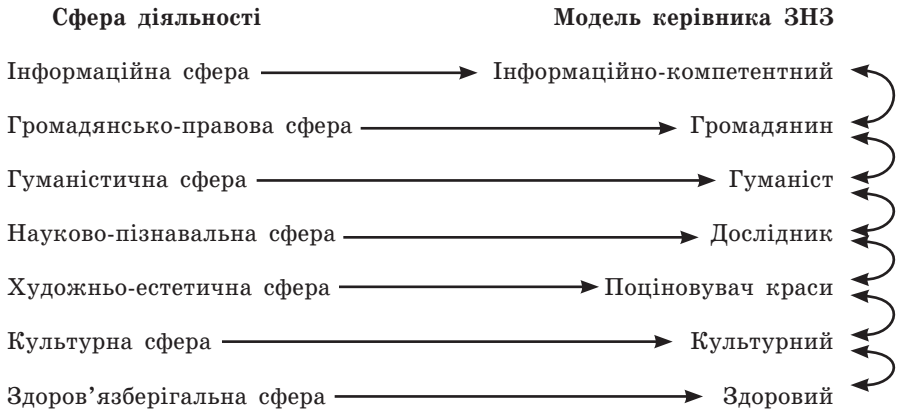 Сфера діяльності Модель керівника ЗНЗ
Інформаційна сфера Інформаційно-компетентний
Громадянсько-правова сфера Громадянин
Гуманістична сфера Гуманіст
Науково-пізнавальна сфера Дослідник
Художньо-естетична сфера Поціновувач краси
Культурна сфера Культурний
Здоров’язберігальна сфера Здоровий